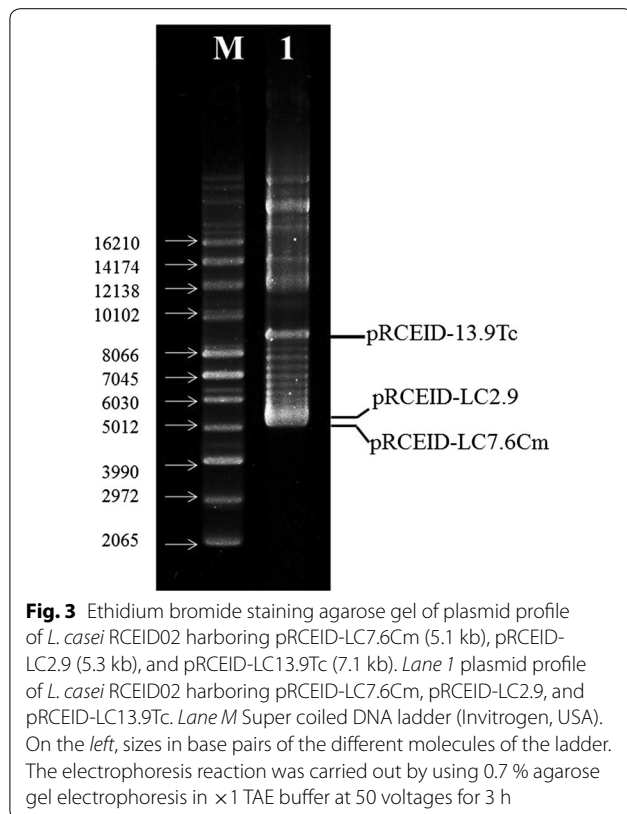 M 1
16210
14174
12138
10102
8066
7045
6030
5012
3990
2972
2065
pRCEID-13.9Tc
pRCEID-LC2.9
pRCEID-LC7.6Cm
Fig. 3 Ethidium bromide staining agarose gel of plasmid profile
of L. casei RCEID02 harboring pRCEID-LC7.6Cm (5.1 kb), pRCEID-
LC2.9 (5.3 kb), and pRCEID-LC13.9Tc (7.1 kb). Lane 1 plasmid profile
of L. casei RCEID02 harboring pRCEID-LC7.6Cm, pRCEID-LC2.9, and
pRCEID-LC13.9Tc. Lane M Super coiled DNA ladder (Invitrogen, USA).
On the left, sizes in base pairs of the different molecules of the ladder.
The electrophoresis reaction was carried out by using 0.7 % agarose
gel electrophoresis in ×1 TAE buffer at 50 voltages for 3 h